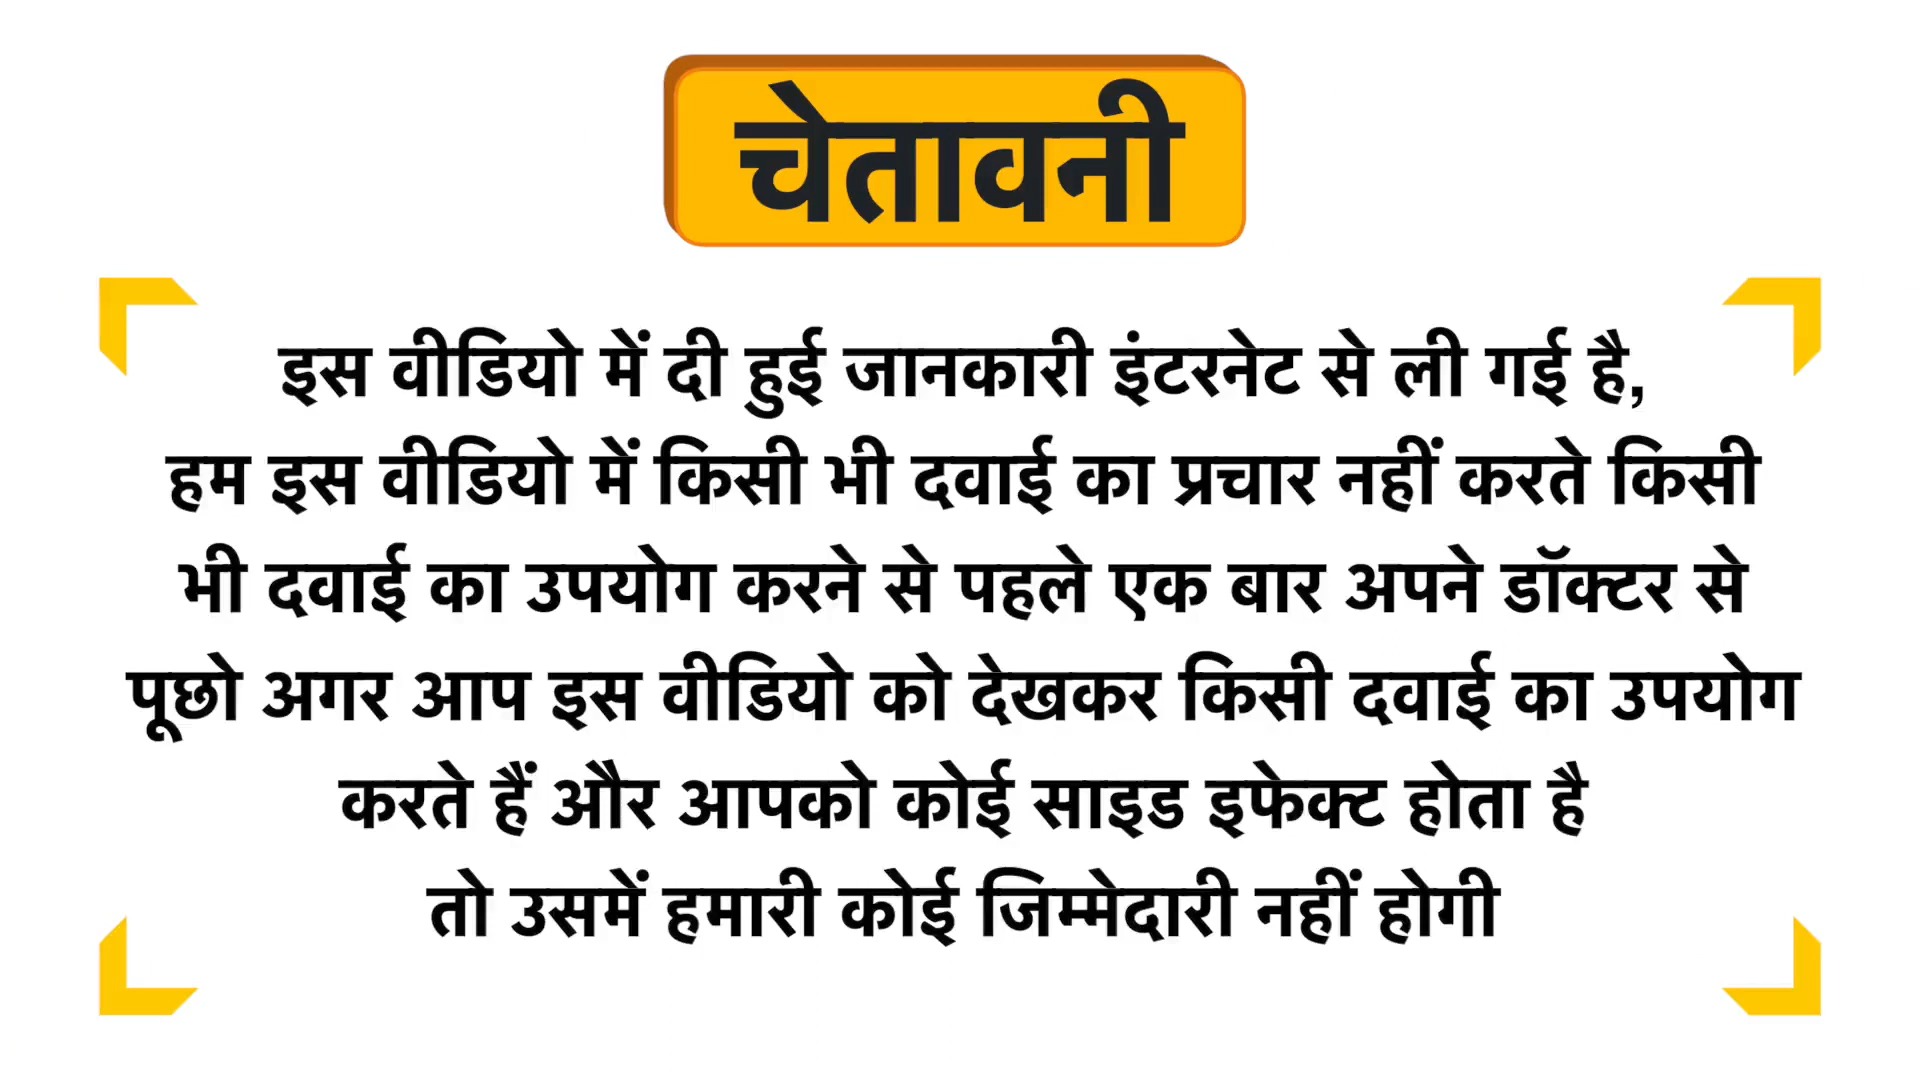 चेतावनी
इस वीडियो में दी हुई जानकारी इंटरनेट से ली गई है,
हम इस वीडियो में किसी भी दवाई का प्रचार नहीं करते किसी
भी दवाई का उपयोग करने से पहले एक बार अपने डॉक्टर से
पूछो अगर आप इस वीडियो को देखकर किसी दवाई का उपयोग
करते हैं और आपको कोई साइड इफेक्ट होता है
तो उसमें हमारी कोई जिम्मेदारी नहीं होगी